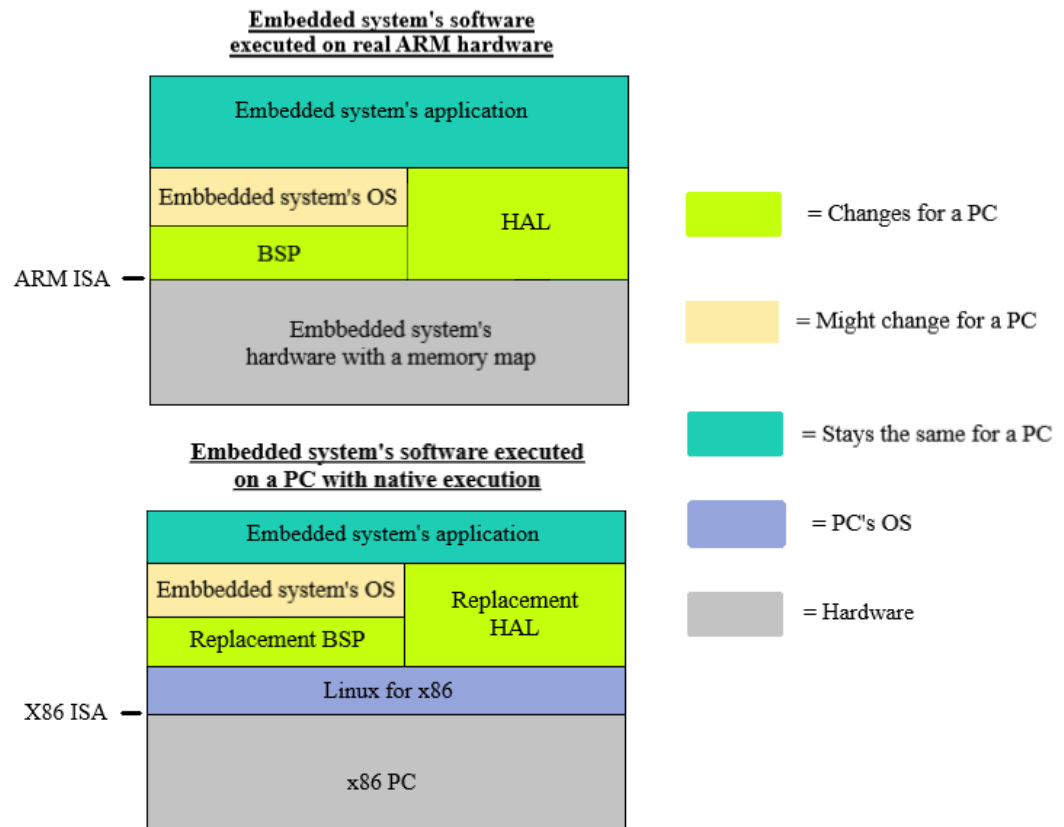 Embedded system's software
executed on real ARM hardware
Embedded system's application
Embbedded system's OS
HAL
BSP
ARM ISA
Embbedded system's
hardware with a memory map
= Changes for a PC
= Might change for a PC
= Stays the same for a PC
= PC's OS
= Hardware
Embedded system's software executed
on a PC with native execution
Embedded system's application
Embbedded system's OS
Replacement
HAL
Replacement BSP
Linux for x86
X86 ISA
x86 PC